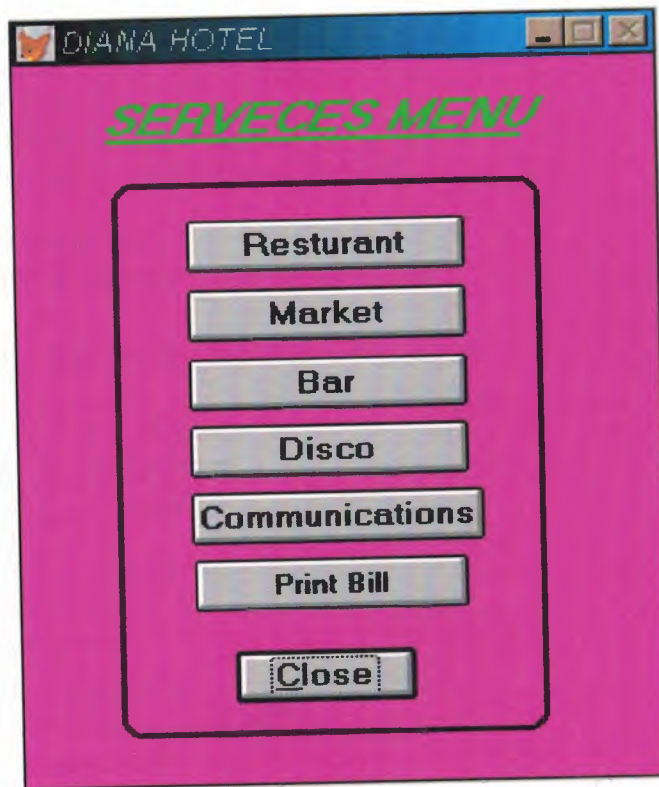 DIANA HOTEL
SERVECES MENU
Resturant
Market
Bar
Disco
Communications
Print Bill
Close